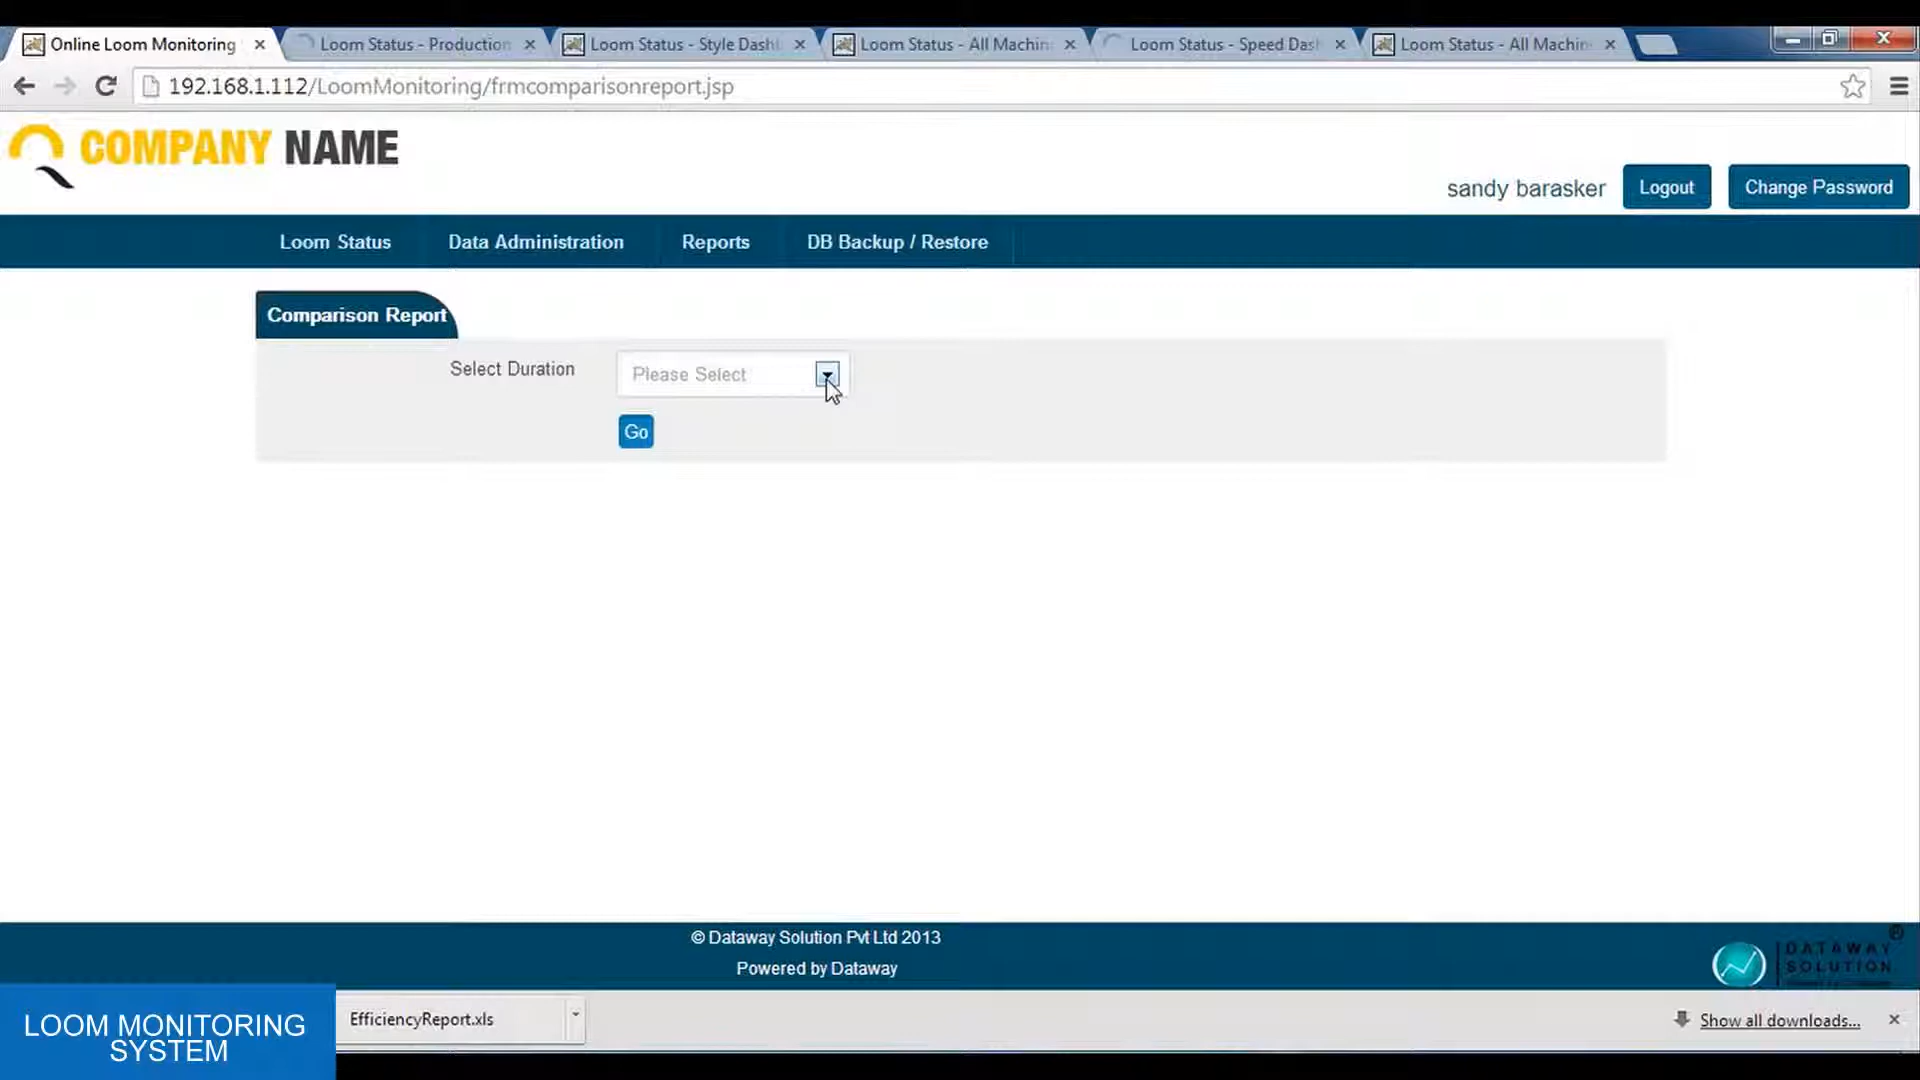 Online Loom Monitoring
Loom Status - Production
Loom Status - Style Dash
Loom Status - All Machin
Loom Status - Speed Das
Loom Status - All Machin
192.168.1.112/LoomMonitoring/frmcomparisonreport.jsp
COMPANY NAME
sandy barasker
Logout
Change Password
Loom Status
Data Administration
Reports
DB Backup / Restore
Comparison Report
Select Duration
Please Select
Go
© Dataway Solution Pvt Ltd 2013
Powered by Dataway
DATAWAY
SOLUTION
LOOM MONITORING
SYSTEM
EfficiencyReport.xls
Show all downloads...